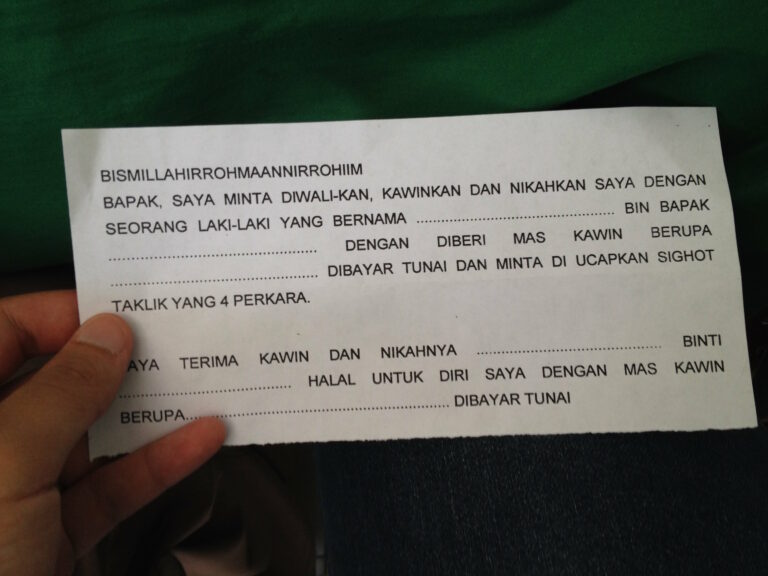 BISMILLAHIRROHMAANNIRROHIIM
BAPAK, SAYA MINTA DIWALI-KAN, KAWINKAN DAN NIKAHKAN SAYA DENGAN
SEORANG LAKI-LAKI YANG BERNAMA ............................................ BIN BAPAK
.............................................. DENGAN DIBERI MAS KAWIN BERUPA
.............................................. DIBAYAR TUNAI DAN MINTA DI UCAPKAN SIGHOT
TAKLIK YANG 4 PERKARA.
AYA TERIMA KAWIN DAN NIKAHNYA ......................................... BINTI
....................................... HALAL UNTUK DIRI SAYA DENGAN MAS KAWIN
BERUPA.......................................................... DIBAYAR TUNAI